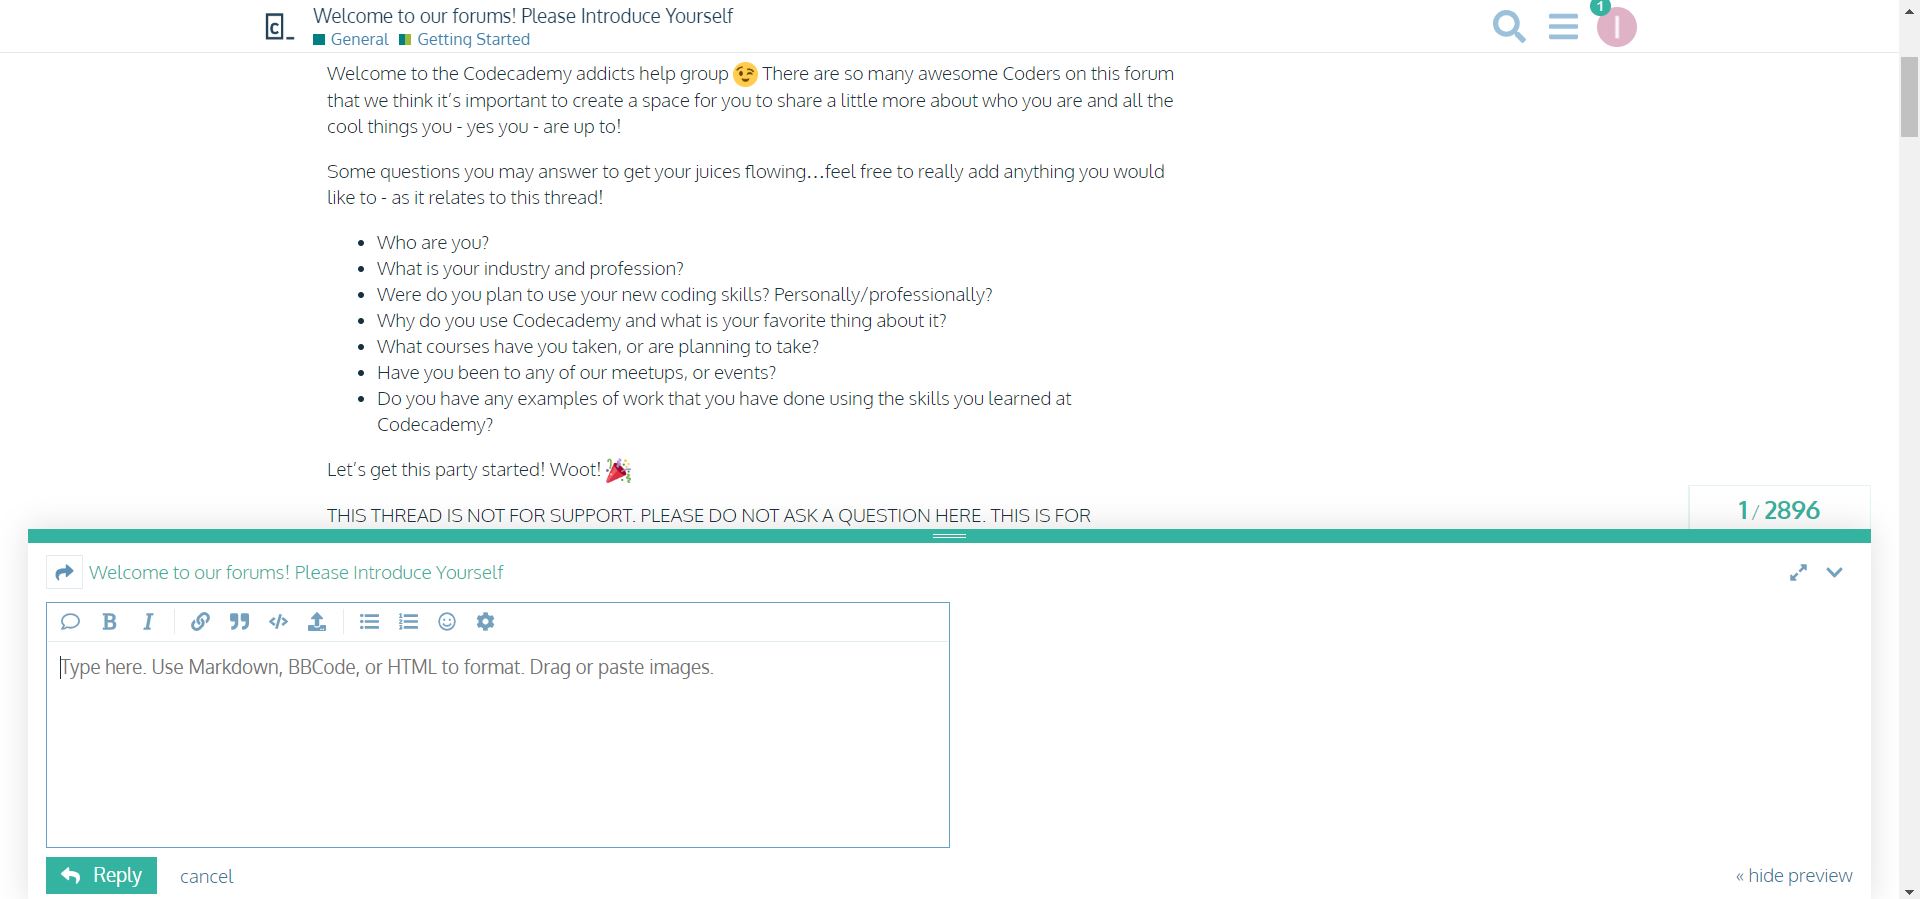 Welcome to our forums! Please Introduce Yourself
General Getting Started
1
I
Welcome to the Codecademy addicts help group 😉 There are so many awesome Coders on this forum
that we think it's important to create a space for you to share a little more about who you are and all the
cool things you - yes you - are up to!
Some questions you may answer to get your juices flowing…feel free to really add anything you would
like to - as it relates to this thread!
• Who are you?
• What is your industry and profession?
• Were do you plan to use your new coding skills? Personally/professionally?
• Why do you use Codecademy and what is your favorite thing about it?
• What courses have you taken, or are planning to take?
• Have you been to any of our meetups, or events?
• Do you have any examples of work that you have done using the skills you learned at
Codecademy?
Let's get this party started! Woot! 🎉
THIS THREAD IS NOT FOR SUPPORT. PLEASE DO NOT ASK A QUESTION HERE. THIS IS FOR
1 / 2896
Welcome to our forums! Please Introduce Yourself
B I
Type here. Use Markdown, BBCode, or HTML to format. Drag or paste images.
Reply cancel
« hide preview